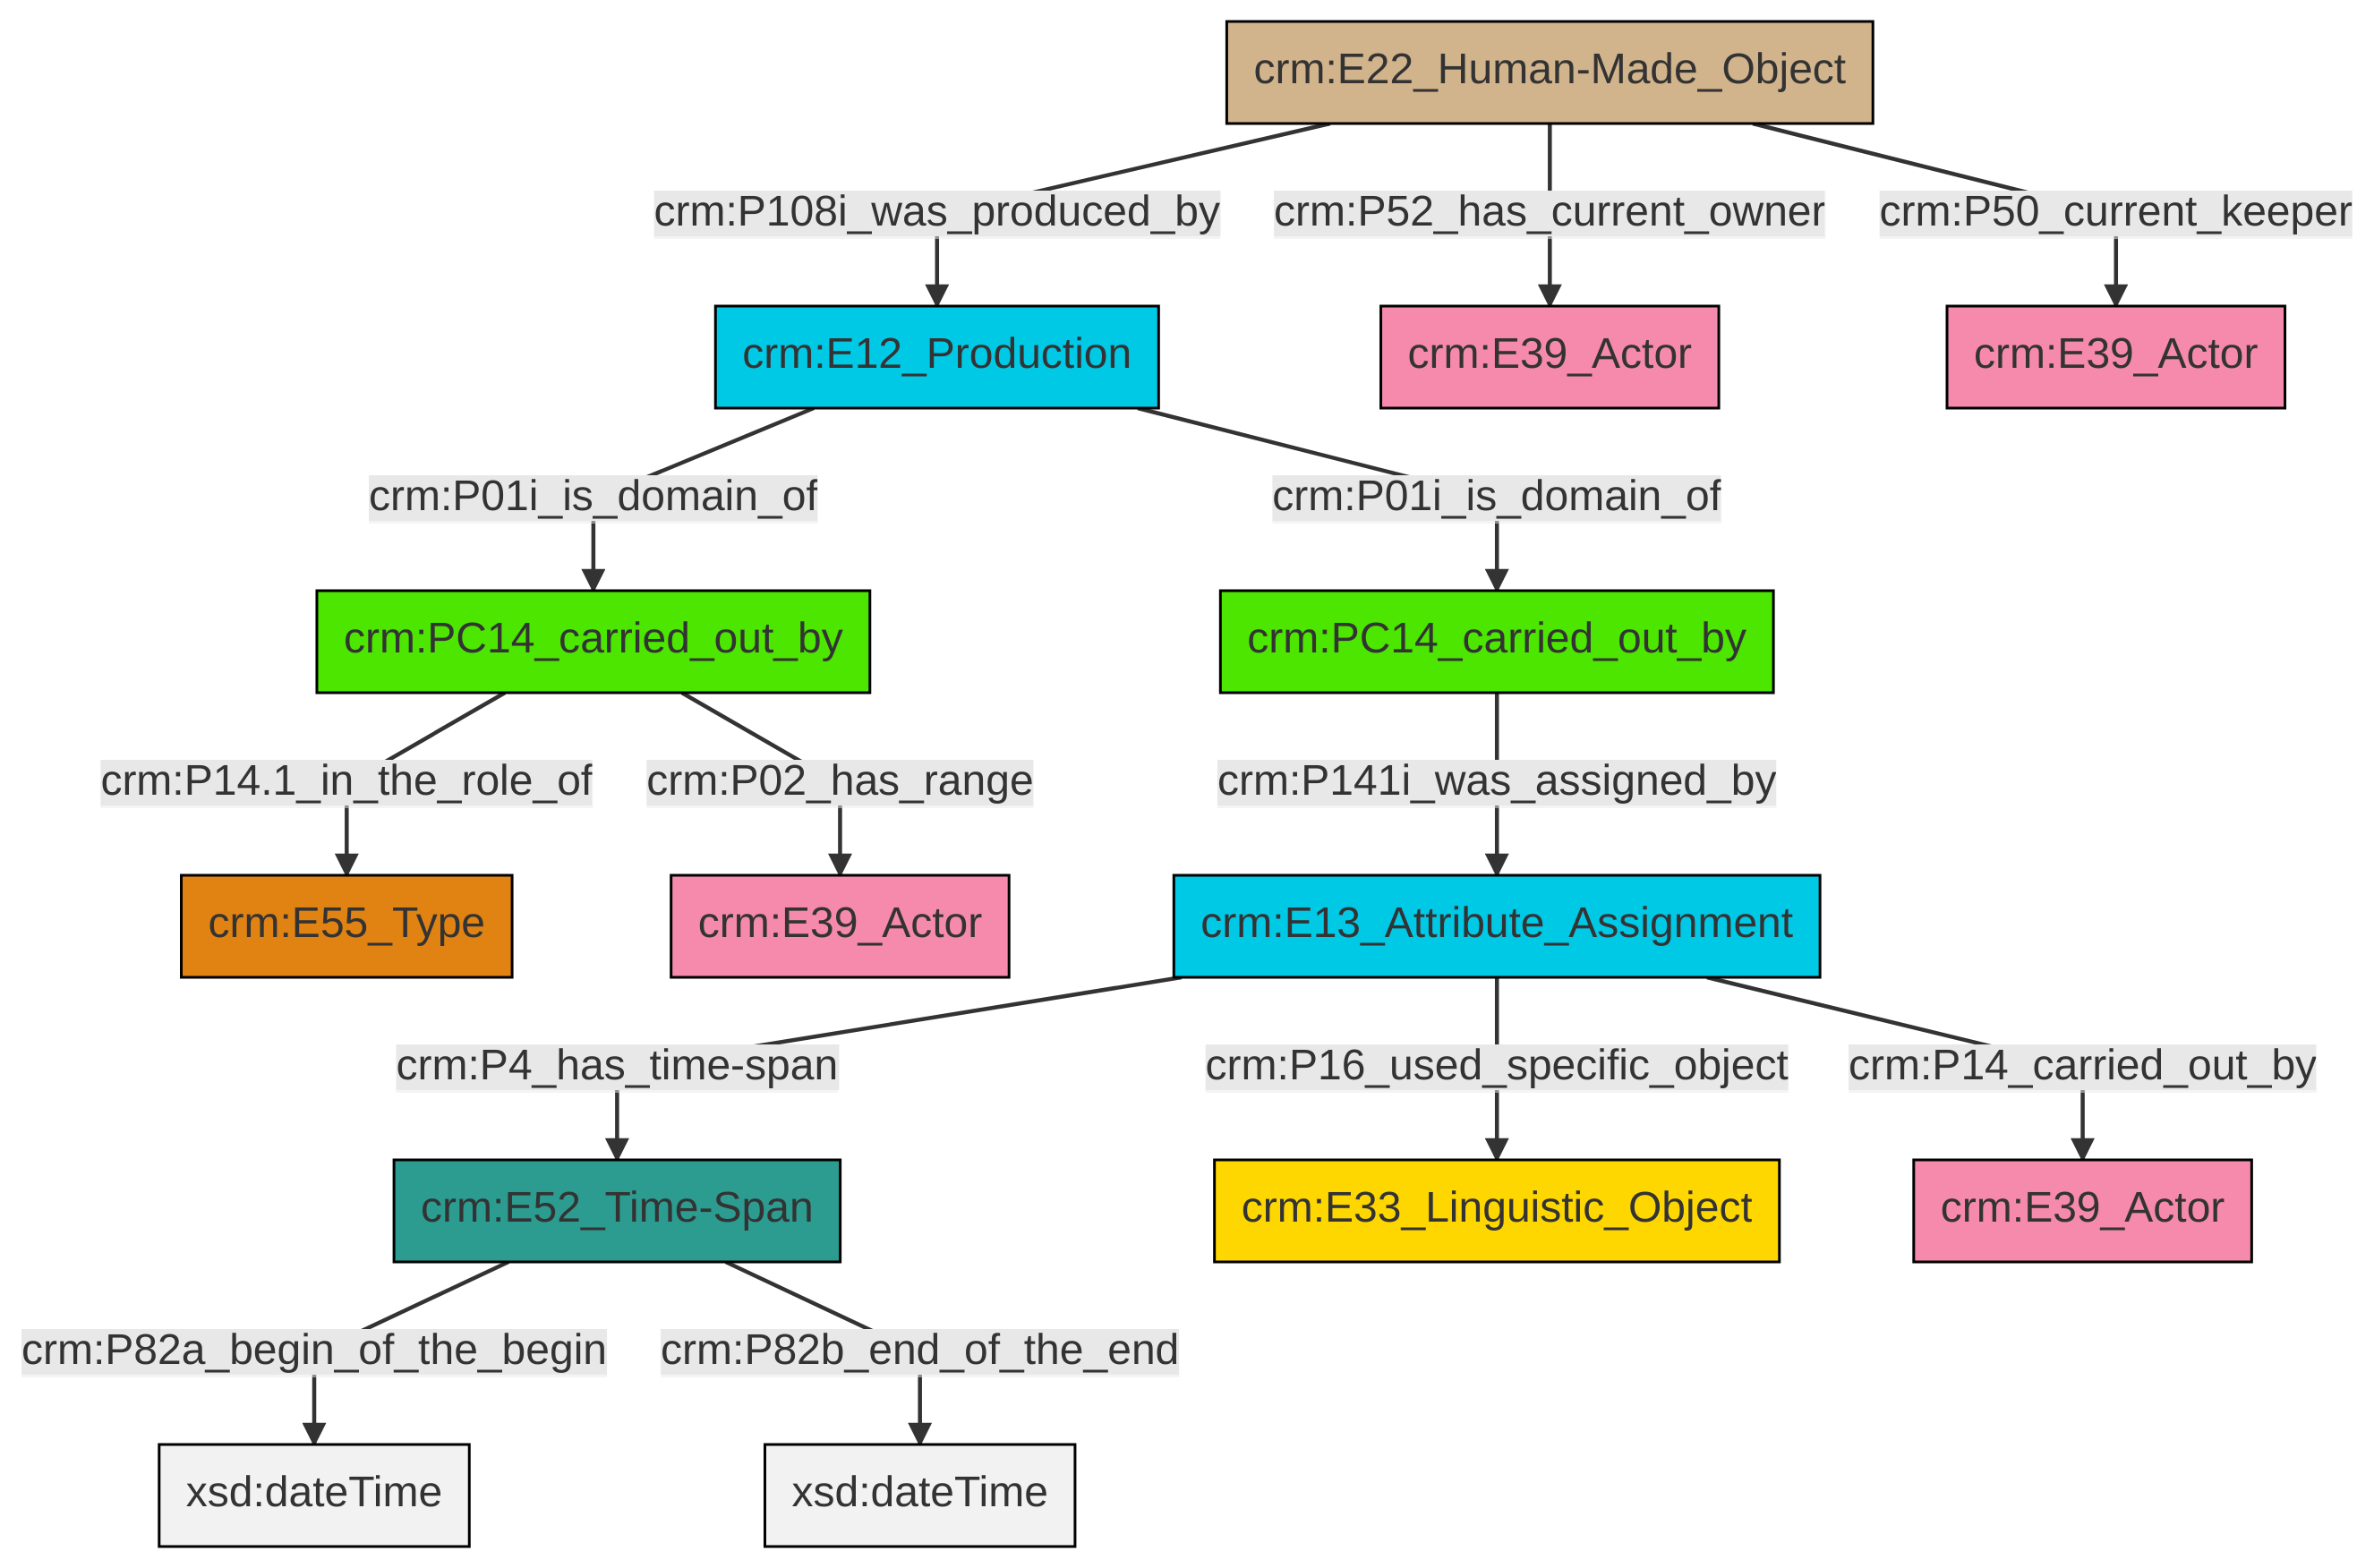 crm:E22_Human-Made_Object
crm:P108i_was_produced_by
crm:P52_has_current_owner
crm:P50_current_keeper
crm:E12_Production
crm:E39_Actor
crm:E39_Actor
crm:P01i_is_domain_of
crm:P01i_is_domain_of
crm:PC14_carried_out_by
crm:PC14_carried_out_by
crm:P14.1_in_the_role_of
crm:P02_has_range
crm:P141i_was_assigned_by
crm:E55_Type
crm:E39_Actor
crm:E13_Attribute_Assignment
crm:P4_has_time-span
crm:P16_used_specific_object
crm:P14_carried_out_by
crm:E52_Time-Span
crm:E33_Linguistic_Object
crm:E39_Actor
crm:P82a_begin_of_the_begin
crm:P82b_end_of_the_end
xsd:dateTime
xsd:dateTime